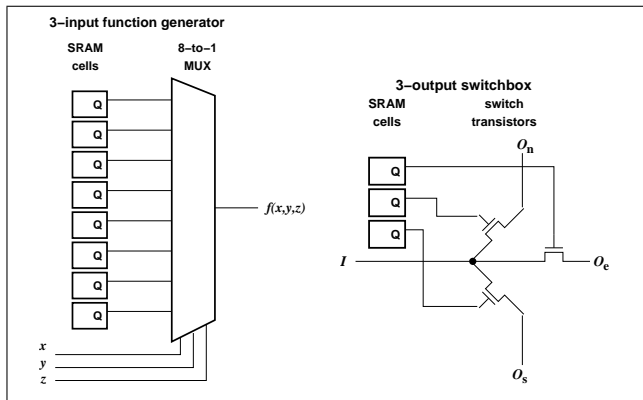 3–input function generator
SRAM cells
8–to–1 MUX
Q
Q
Q
Q
Q
Q
Q
Q
f(x,y,z)
x
y
z
3–output switchbox
SRAM cells
switch transistors
Q
Q
Q
On
I
Oe
Os